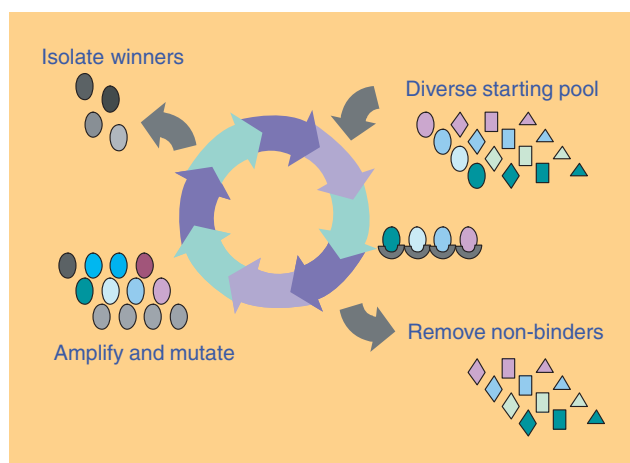 Isolate winners
Diverse starting pool
Amplify and mutate
Remove non-binders